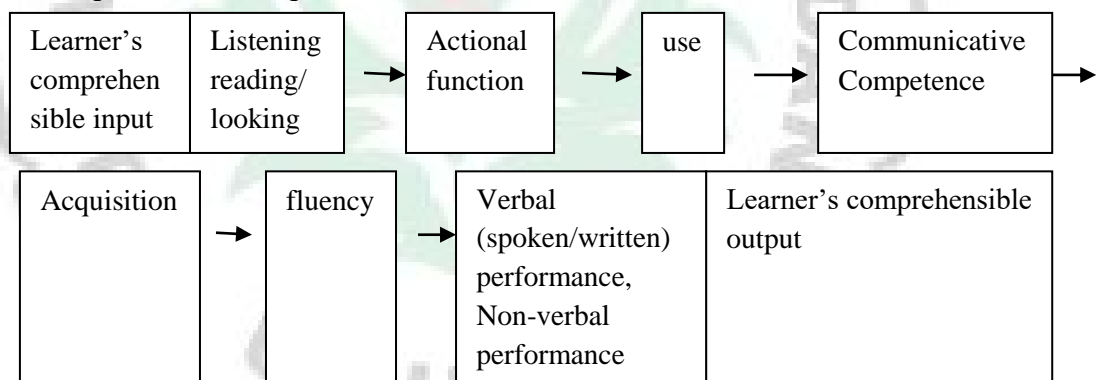 Learner's
comprehen
sible input
Listening
reading/
looking
Actional
function
use
Communicative
Competence
Acquisition
fluency
Verbal
(spoken/written)
performance,
Non-verbal
performance
Learner's comprehensible
output